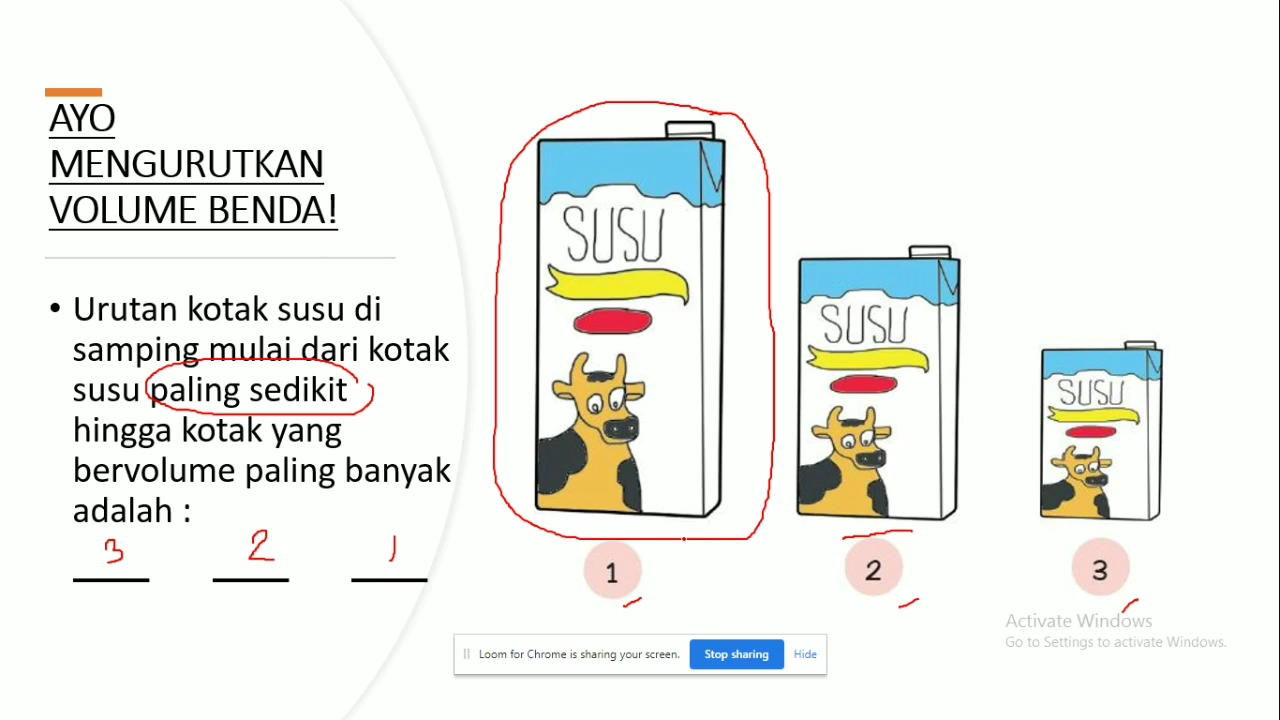 AYO
MENGURUTKAN
VOLUME BENDA!
• Urutan kotak susu di
samping mulai dari kotak
susu paling sedikit
hingga kotak yang
bervolume paling banyak
adalah :
3 2 1
SUSU
SUSU
SUSU
1
2
3
Activate Windows
Go to Settings to activate Windows.
Loom for Chrome is sharing your screen.
Stop sharing
Hide